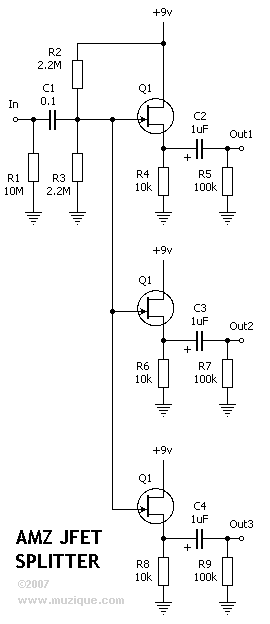 +9v
R2
2.2M
Q1
C1
0.1
In
C2
1uF
Out1
+
R1
10M
R3
2.2M
R4
10k
R5
100k
+9v
Q1
C3
1uF
Out2
+
R6
10k
R7
100k
+9v
Q1
C4
1uF
Out3
+
R8
10k
R9
100k
AMZ JFET
SPLITTER
©2007
www.muzique.com